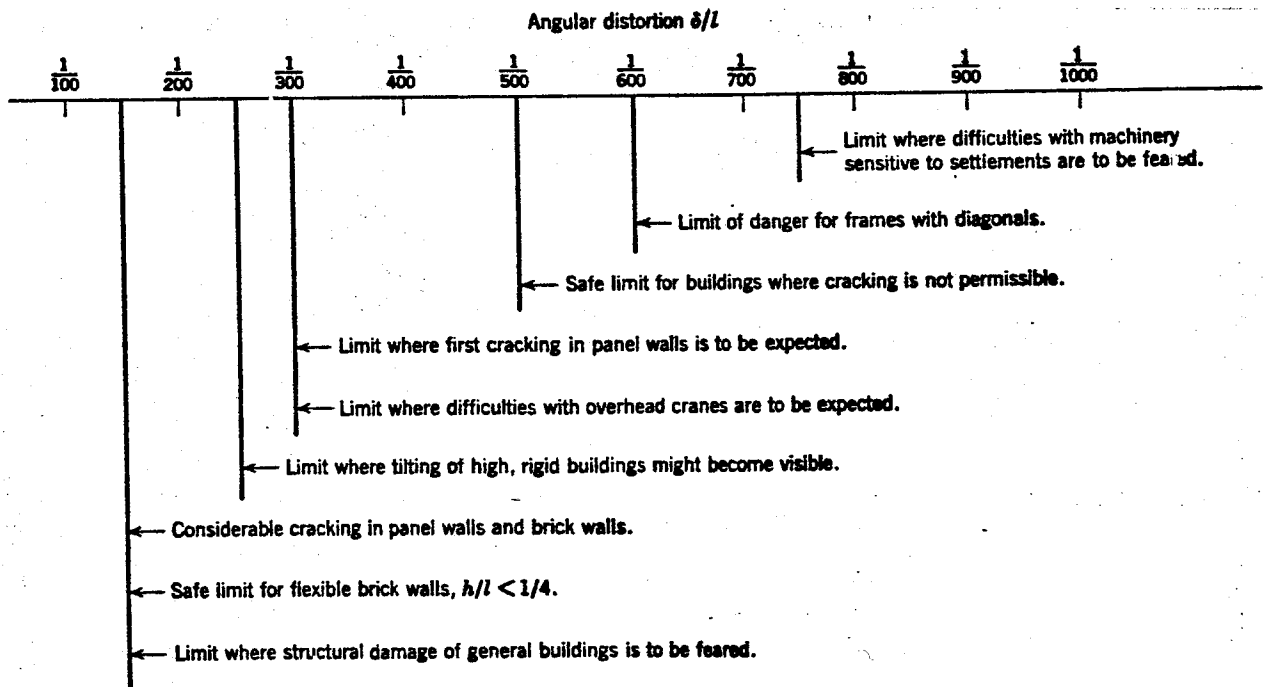 Angular distortion δ/l
1/100 1/200 1/300 1/400 1/500 1/600 1/700 1/800 1/900 1/1000
Limit where difficulties with machinery
sensitive to settlements are to be feared.
Limit of danger for frames with diagonals.
Safe limit for buildings where cracking is not permissible.
Limit where first cracking in panel walls is to be expected.
Limit where difficulties with overhead cranes are to be expected.
Limit where tilting of high, rigid buildings might become visible.
Considerable cracking in panel walls and brick walls.
Safe limit for flexible brick walls, h/l < 1/4.
Limit where structural damage of general buildings is to be feared.